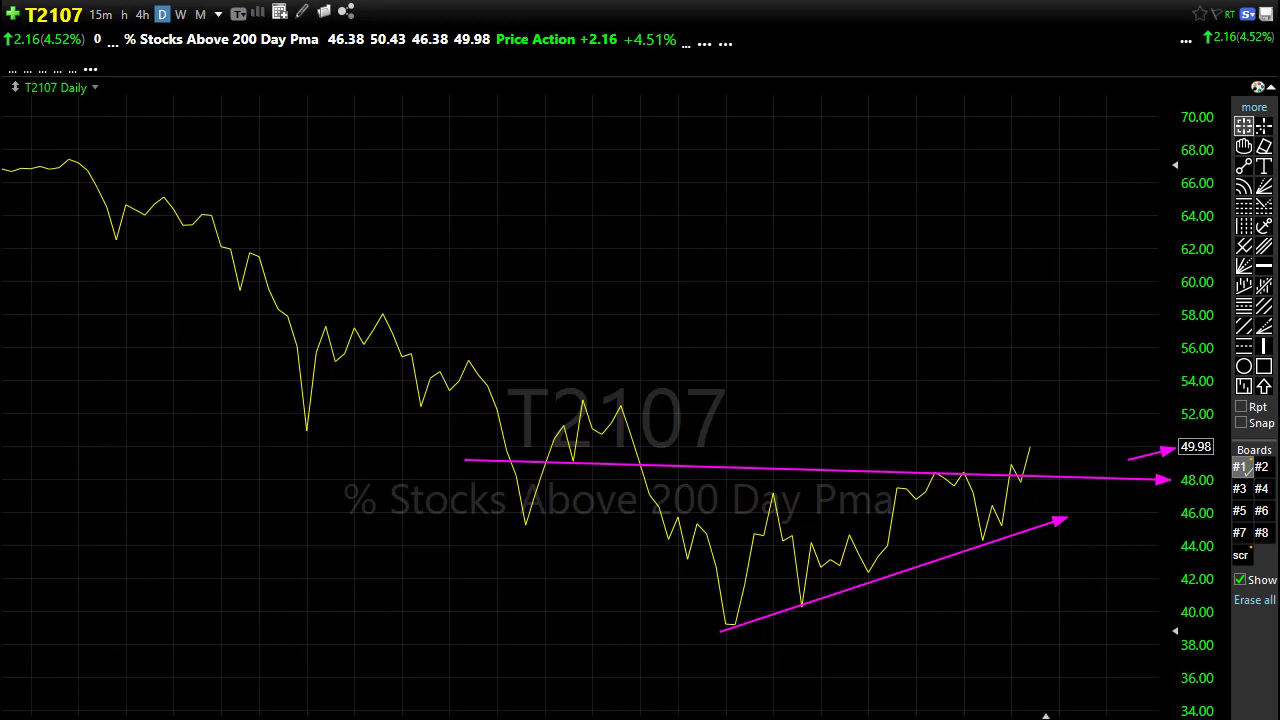 T2107 15m h 4h D W M T RT S
2.16(4.52%) 0 ... % Stocks Above 200 Day Pma 46.38 50.43 46.38 49.98 Price Action +2.16 +4.51% ... ... ... ... 2.16(4.52%)
... ... ... ... ... ...
T2107 Daily
more
70.00
68.00
66.00
64.00
62.00
60.00
58.00
56.00
54.00
52.00
49.98
48.00
46.00
44.00
42.00
40.00
38.00
36.00
34.00
T2107
% Stocks Above 200 Day Pma
T
Rpt
Snap
Boards
#1 #2
#3 #4
#5 #6
#7 #8
scr
Show
Erase all